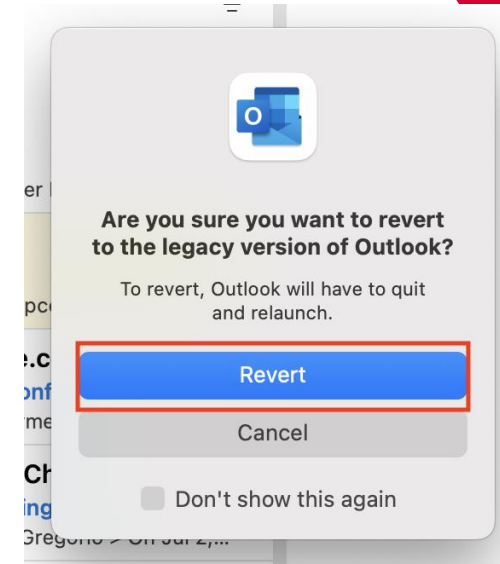 er
Are you sure you want to revert
to the legacy version of Outlook?
To revert, Outlook will have to quit
and relaunch.
Revert
Cancel
Don't show this again